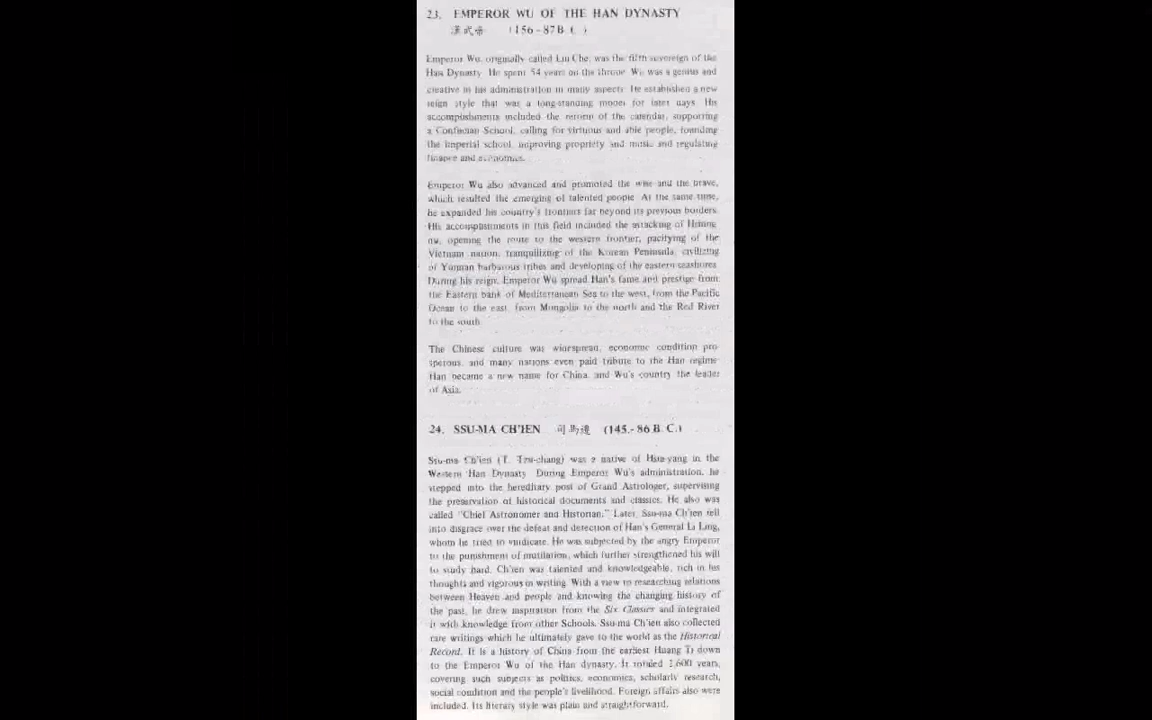 23. EMPEROR WU OF THE HAN DYNASTY
漢武帝 (156-87 B.C.)
Emperor Wu, originally called Liu Che, was the fifth sovereign of the
Han Dynasty. He spent 54 years on the throne. Wu was a genius and
creative in his administration in many aspects. He established a new
reign style that was a long-standing model for later days. His
accomplishments included the reform of the calendar, supporting
a Confucian School, calling for virtuous and able people, founding
the imperial school, improving propriety and music and regulating
finance and economics.
Emperor Wu also advanced and promoted the wise and the brave,
which resulted the emerging of talented people. At the same time,
he expanded his country's frontiers far beyond its previous borders.
His accomplishments in this field included the attacking of Hsiung-
nu, opening the route to the western frontier, pacifying of the
Vietnam nation, tranquilizing of the Korean Peninsula, civilizing
of Yunnan barbarous tribes and developing of the eastern seashores.
During his reign, Emperor Wu spread Han's fame and prestige from
the Eastern bank of Mediterranean Sea to the west, from the Pacific
Ocean to the east, from Mongolia to the north and the Red River
to the south.
The Chinese culture was widespread, economic condition pro-
sperous, and many nations even paid tribute to the Han regime.
Han became a new name for China, and Wu's country the leader
of Asia.
24. SSU-MA CH'IEN 司馬遷 (145.-86 B.C.)
Ssu-ma Ch'ien (T. Tzu-chang) was a native of Hsia-yang in the
Western Han Dynasty. During Emperor Wu's administration, he
stepped into the hereditary post of Grand Astrologer, supervising
the preservation of historical documents and classics. He also was
called "Chief Astronomer and Historian." Later, Ssu-ma Ch'ien fell
into disgrace over the defeat and detection of Han's General Li Ling,
whom he tried to vindicate. He was subjected by the angry Emperor
to the punishment of mutilation, which further strengthened his will
to study hard. Ch'ien was talented and knowledgeable, rich in his
thoughts and vigorous in writing. With a view to researching relations
between Heaven and people and knowing the changing history of
the past, he drew inspiration from the Six Classics and integrated
it with knowledge from other Schools. Ssu-ma Ch'ien also collected
rare writings which he ultimately gave to the world as the Historical
Record. It is a history of China from the earliest Huang Ti down
to the Emperor Wu of the Han dynasty. It totaled 2,600 years,
covering such subjects as politics, economics, scholarly research,
social condition and the people's livelihood. Foreign affairs also were
included. Its literary style was plain and straightforward.